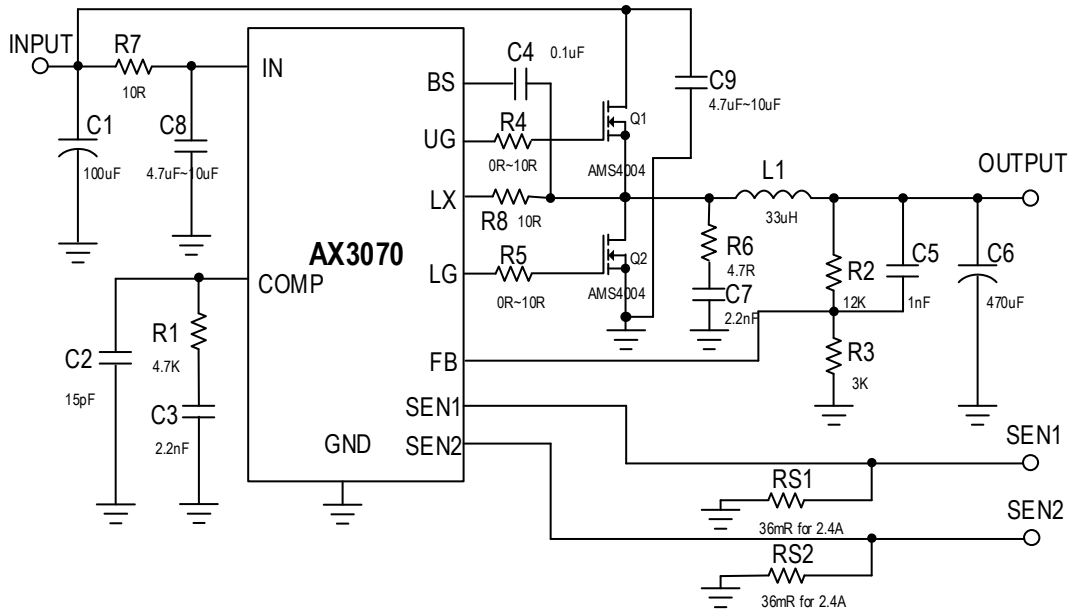 INPUT
R7
10R
C1
100uF
C8
4.7uF~10uF
IN
BS
C4
0.1uF
C9
4.7uF~10uF
UG
R4
0R~10R
Q1
AMS4004
LX
R8
10R
L1
33uH
OUTPUT
AX3070
LG
R5
0R~10R
Q2
AMS4004
R6
4.7R
C7
2.2nF
R2
12K
C5
1nF
C6
470uF
COMP
R1
4.7K
C2
15pF
C3
2.2nF
FB
R3
3K
SEN1
SEN2
GND
SEN1
RS1
36mR for 2.4A
SEN2
RS2
36mR for 2.4A